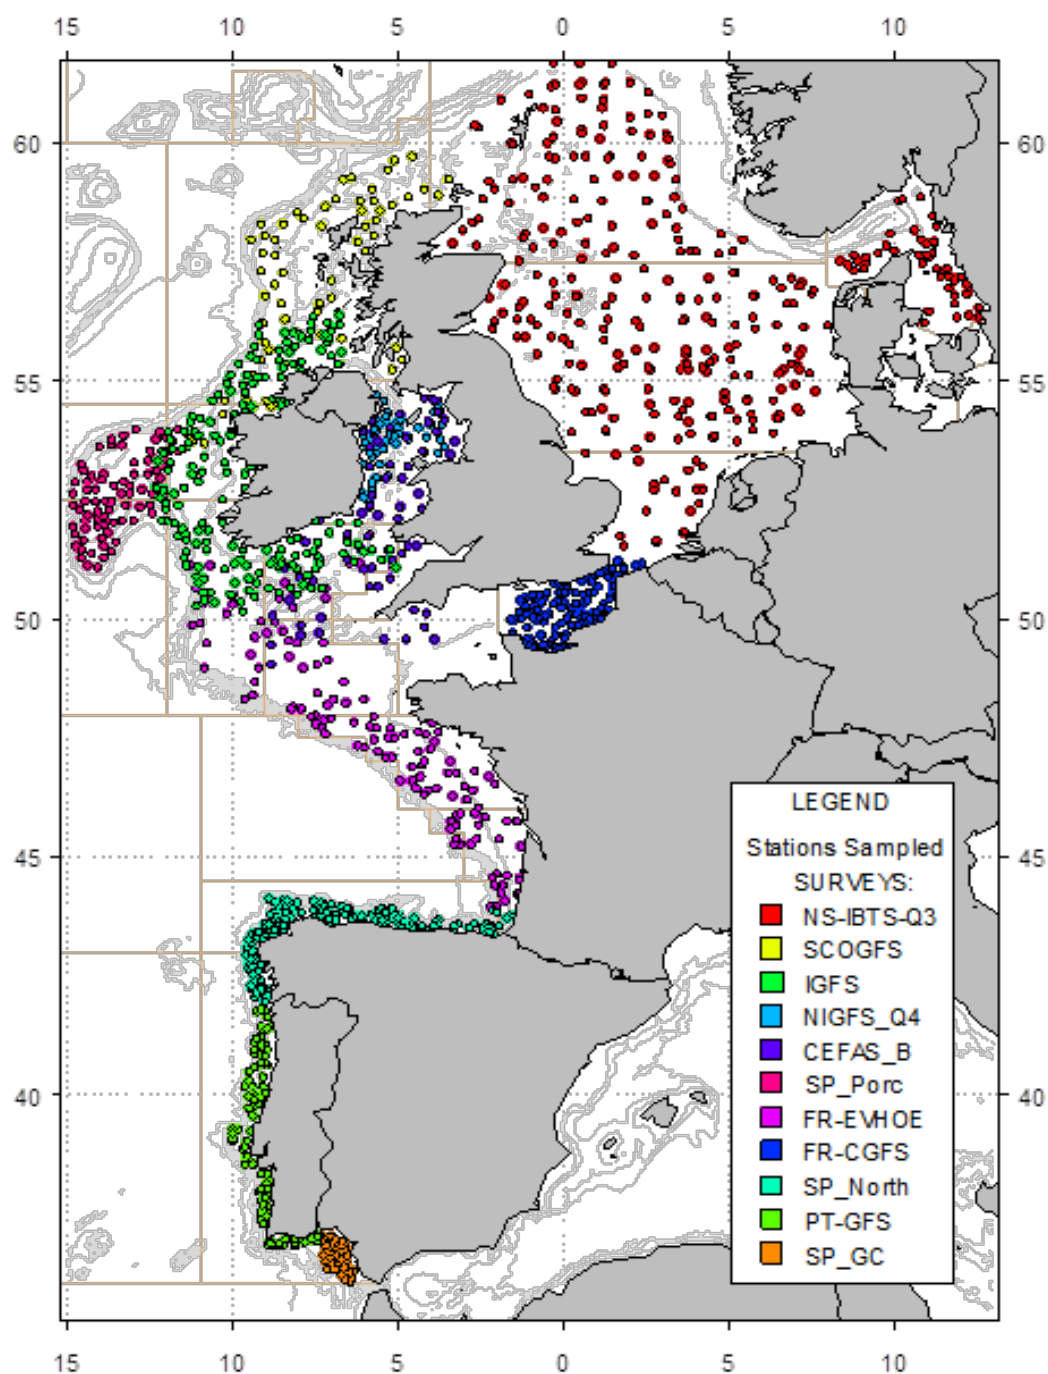 15 10 5 0 5 10
60 60
55 55
50 50
LEGEND
Stations Sampled
45 45
SURVEYS:
NS-IBTS-Q3
SCOGFS
IGFS
NIGFS_Q4
CEFAS_B
SP_Porc
40 40
FR-EVHOE
FR-CGFS
SP_North
PT-GFS
SP_GC
15 10 5 0 5 10